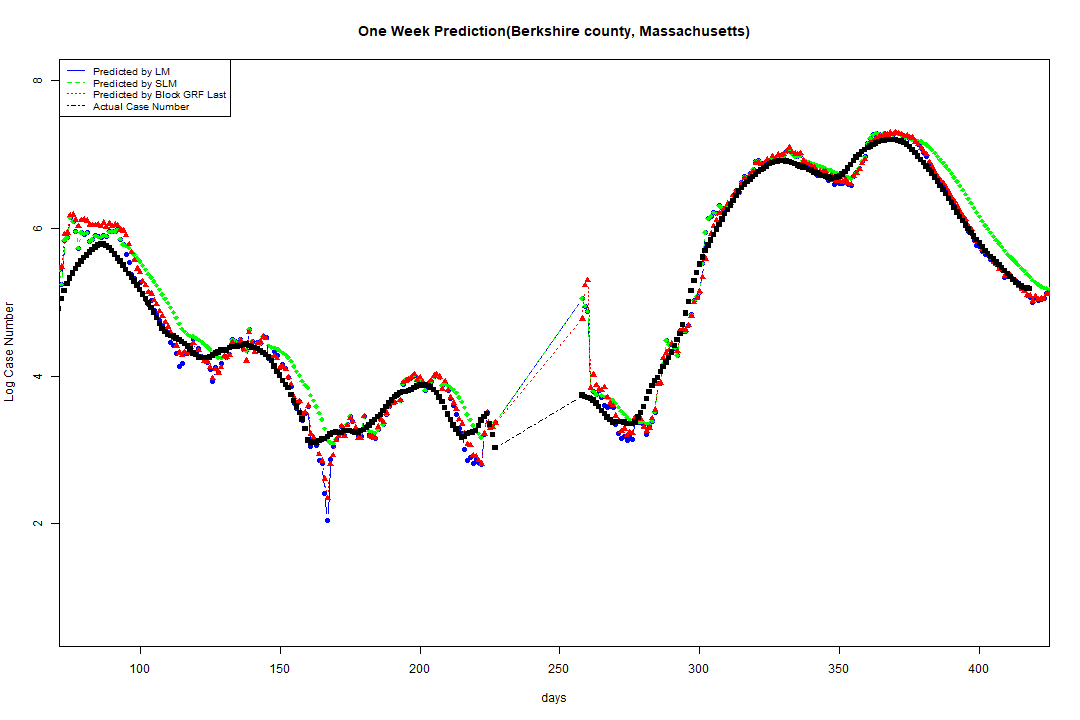 One Week Prediction(Berkshire county, Massachusetts)
Predicted by LM
Predicted by SLM
Predicted by Block GRF Last
Actual Case Number
8
6
4
2
Log Case Number
100 150 200 250 300 350 400
days